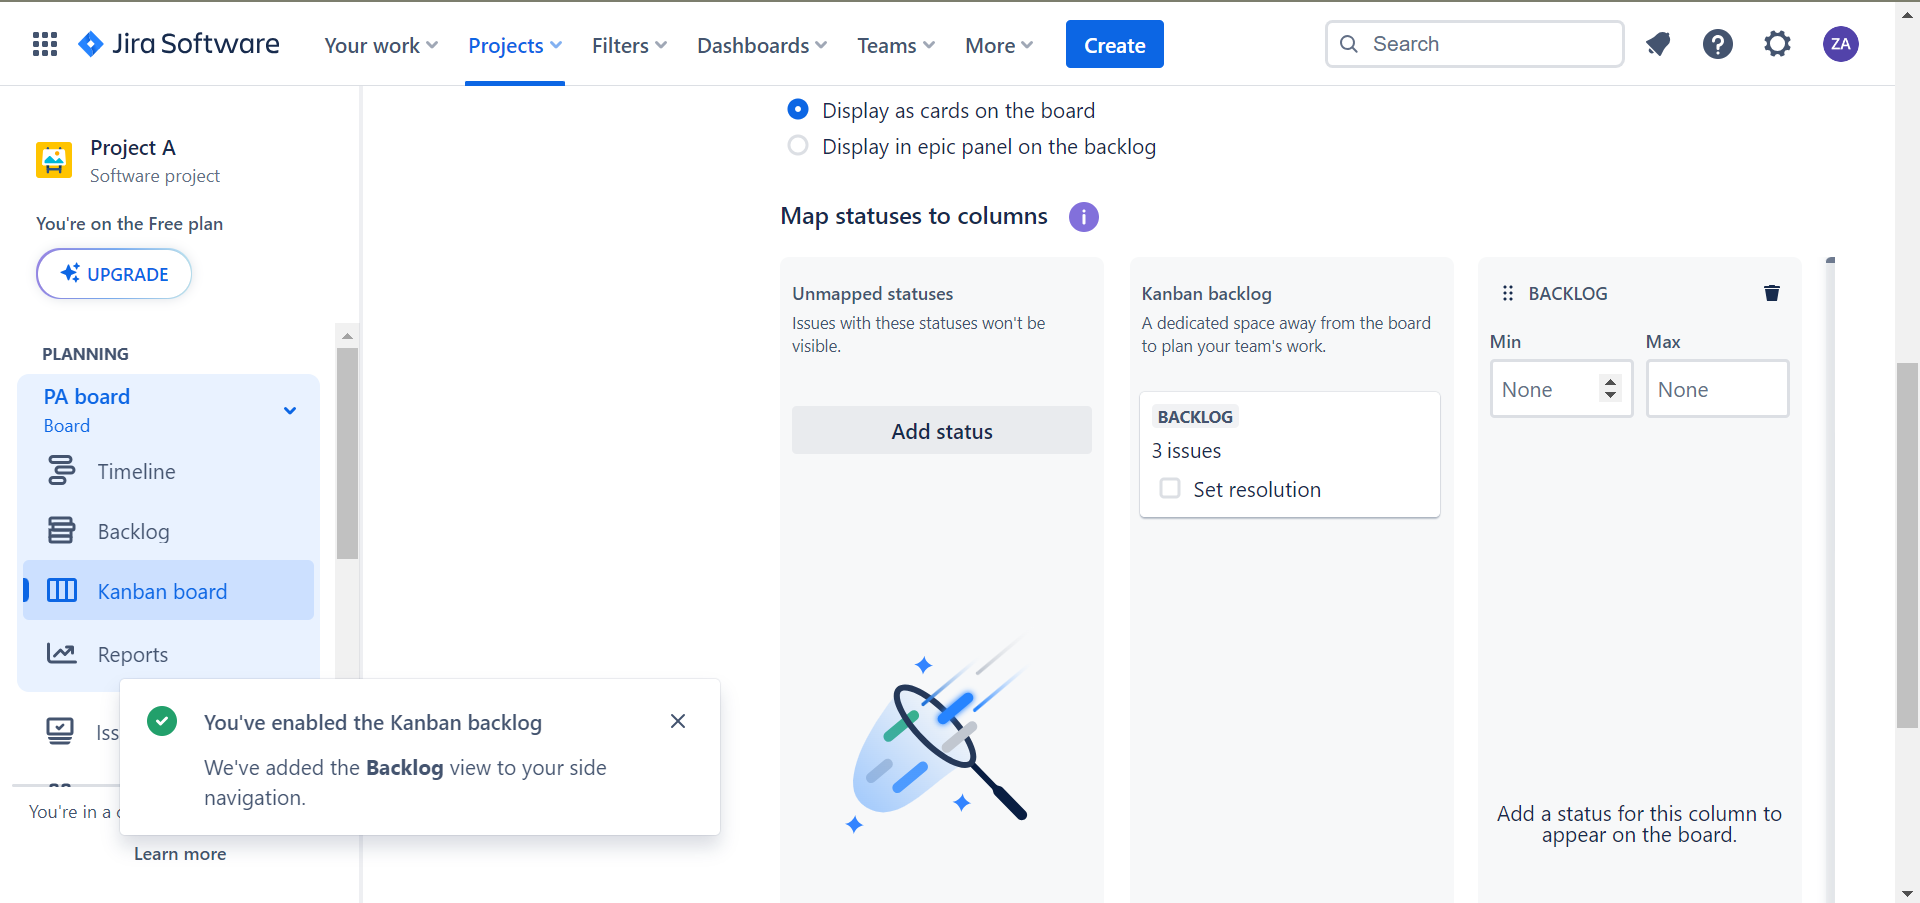 Jira Software Your work Projects Filters Dashboards Teams More Create Search ZA
Project A
Software project
You're on the Free plan
UPGRADE
PLANNING
PA board
Board
Timeline
Backlog
Kanban board
Reports
Iss
You're in a
Learn more
You've enabled the Kanban backlog
We've added the Backlog view to your side
navigation.
Display as cards on the board
Display in epic panel on the backlog
Map statuses to columns
Unmapped statuses
Issues with these statuses won't be
visible.
Add status
Kanban backlog
A dedicated space away from the board
to plan your team's work.
BACKLOG
3 issues
Set resolution
BACKLOG
Min Max
None None
Add a status for this column to
appear on the board.